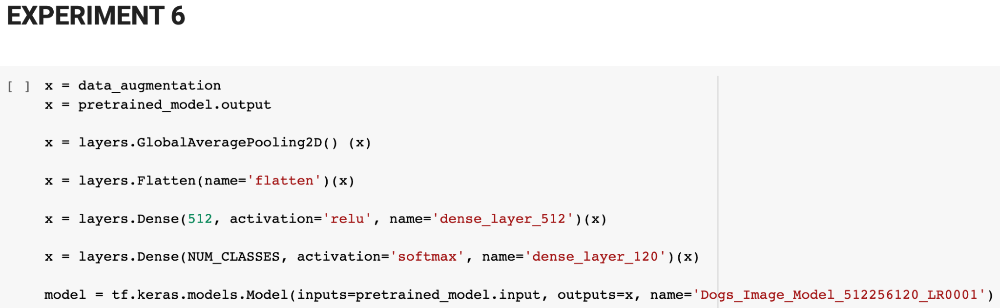 EXPERIMENT 6
[ ] x = data_augmentation
x = pretrained_model.output
x = layers.GlobalAveragePooling2D() (x)
x = layers.Flatten(name='flatten')(x)
x = layers.Dense(512, activation='relu', name='dense_layer_512')(x)
x = layers.Dense(NUM_CLASSES, activation='softmax', name='dense_layer_120')(x)
model = tf.keras.models.Model(inputs=pretrained_model.input, outputs=x, name='Dogs_Image_Model_512256120_LR0001')